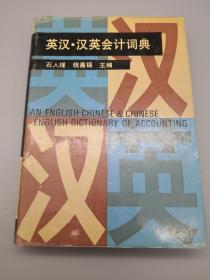 英汉·汉英会计词典
石人瑾 钱嘉福 主编
英汉
AN ENGLISH-CHINESE & CHINESE
ENGLISH DICTIONARY OF ACCOUNTING
汉英